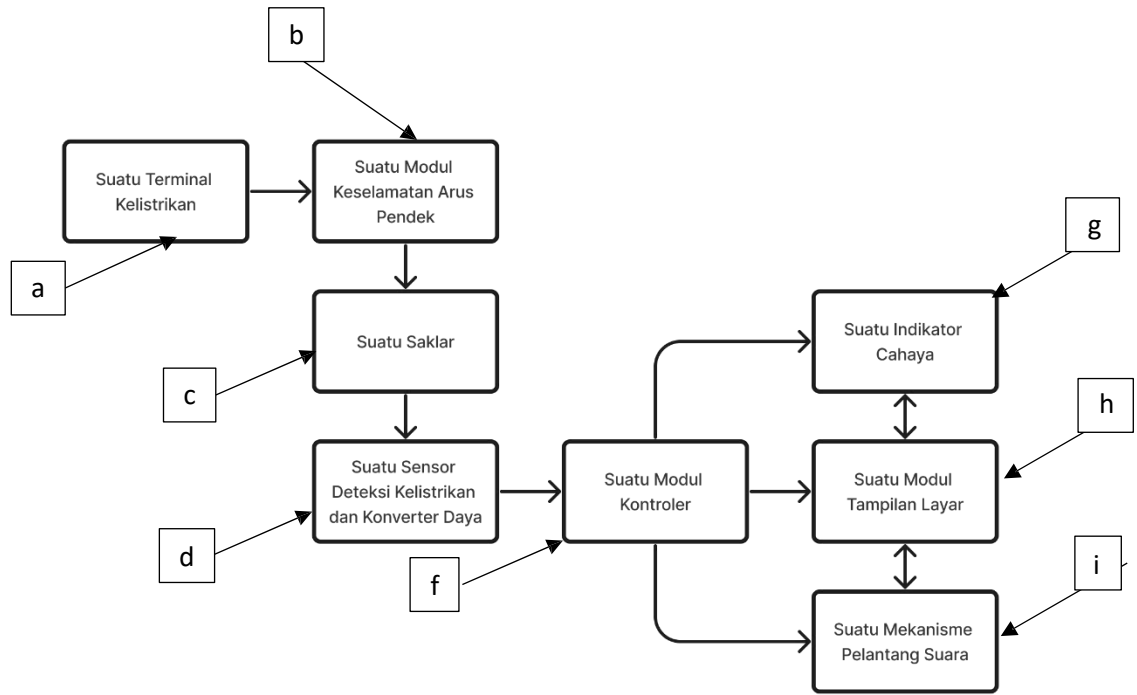 b
Suatu Terminal
Kelistrikan
Suatu Modul
Keselamatan Arus
Pendek
a
g
Suatu Saklar
Suatu Indikator
Cahaya
c
h
Suatu Sensor
Deteksi Kelistrikan
dan Konverter Daya
Suatu Modul
Kontroler
Suatu Modul
Tampilan Layar
d
f
i
Suatu Mekanisme
Pelantang Suara